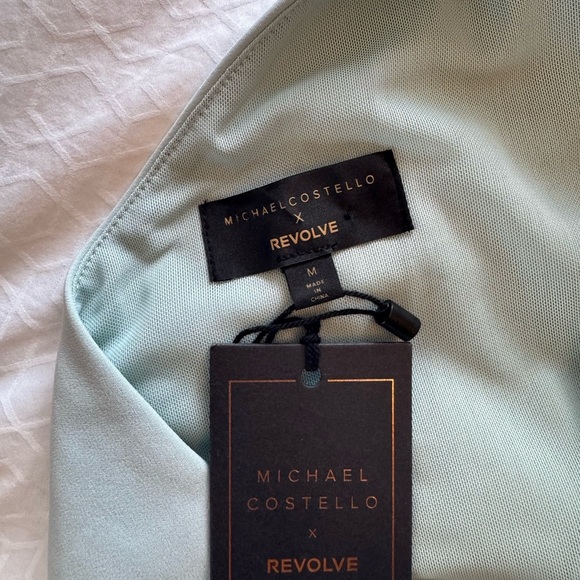 MICHAELCOSTELLO
X
REVOLVE
M
MADE
IN
CHINA
MICHAEL
COSTELLO
X
REVOLVE